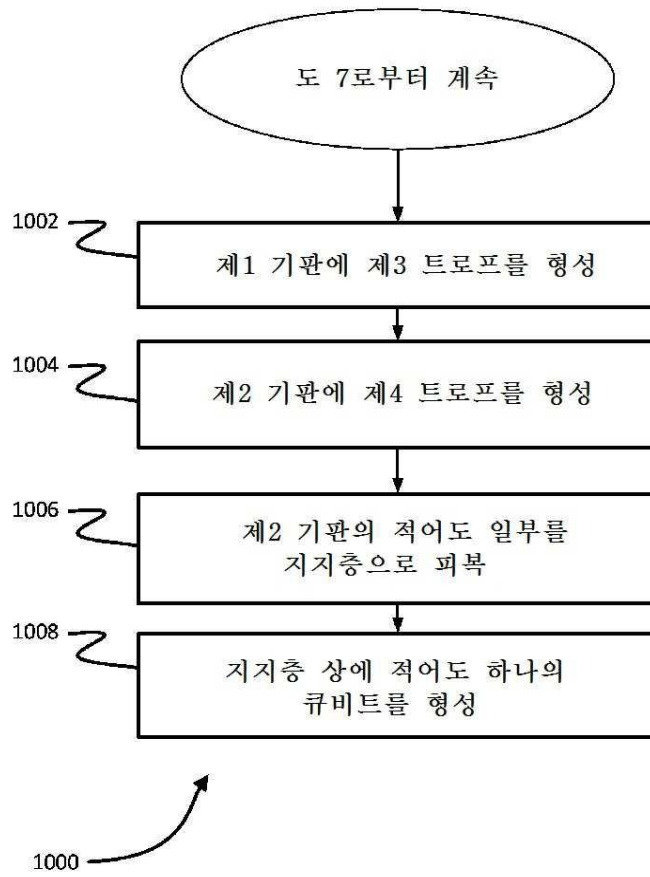 도 7로부터 계속
1002
제1 기판에 제3 트로프를 형성
1004
제2 기판에 제4 트로프를 형성
1006
제2 기판의 적어도 일부를
지지층으로 피복
1008
지지층 상에 적어도 하나의
큐비트를 형성
1000